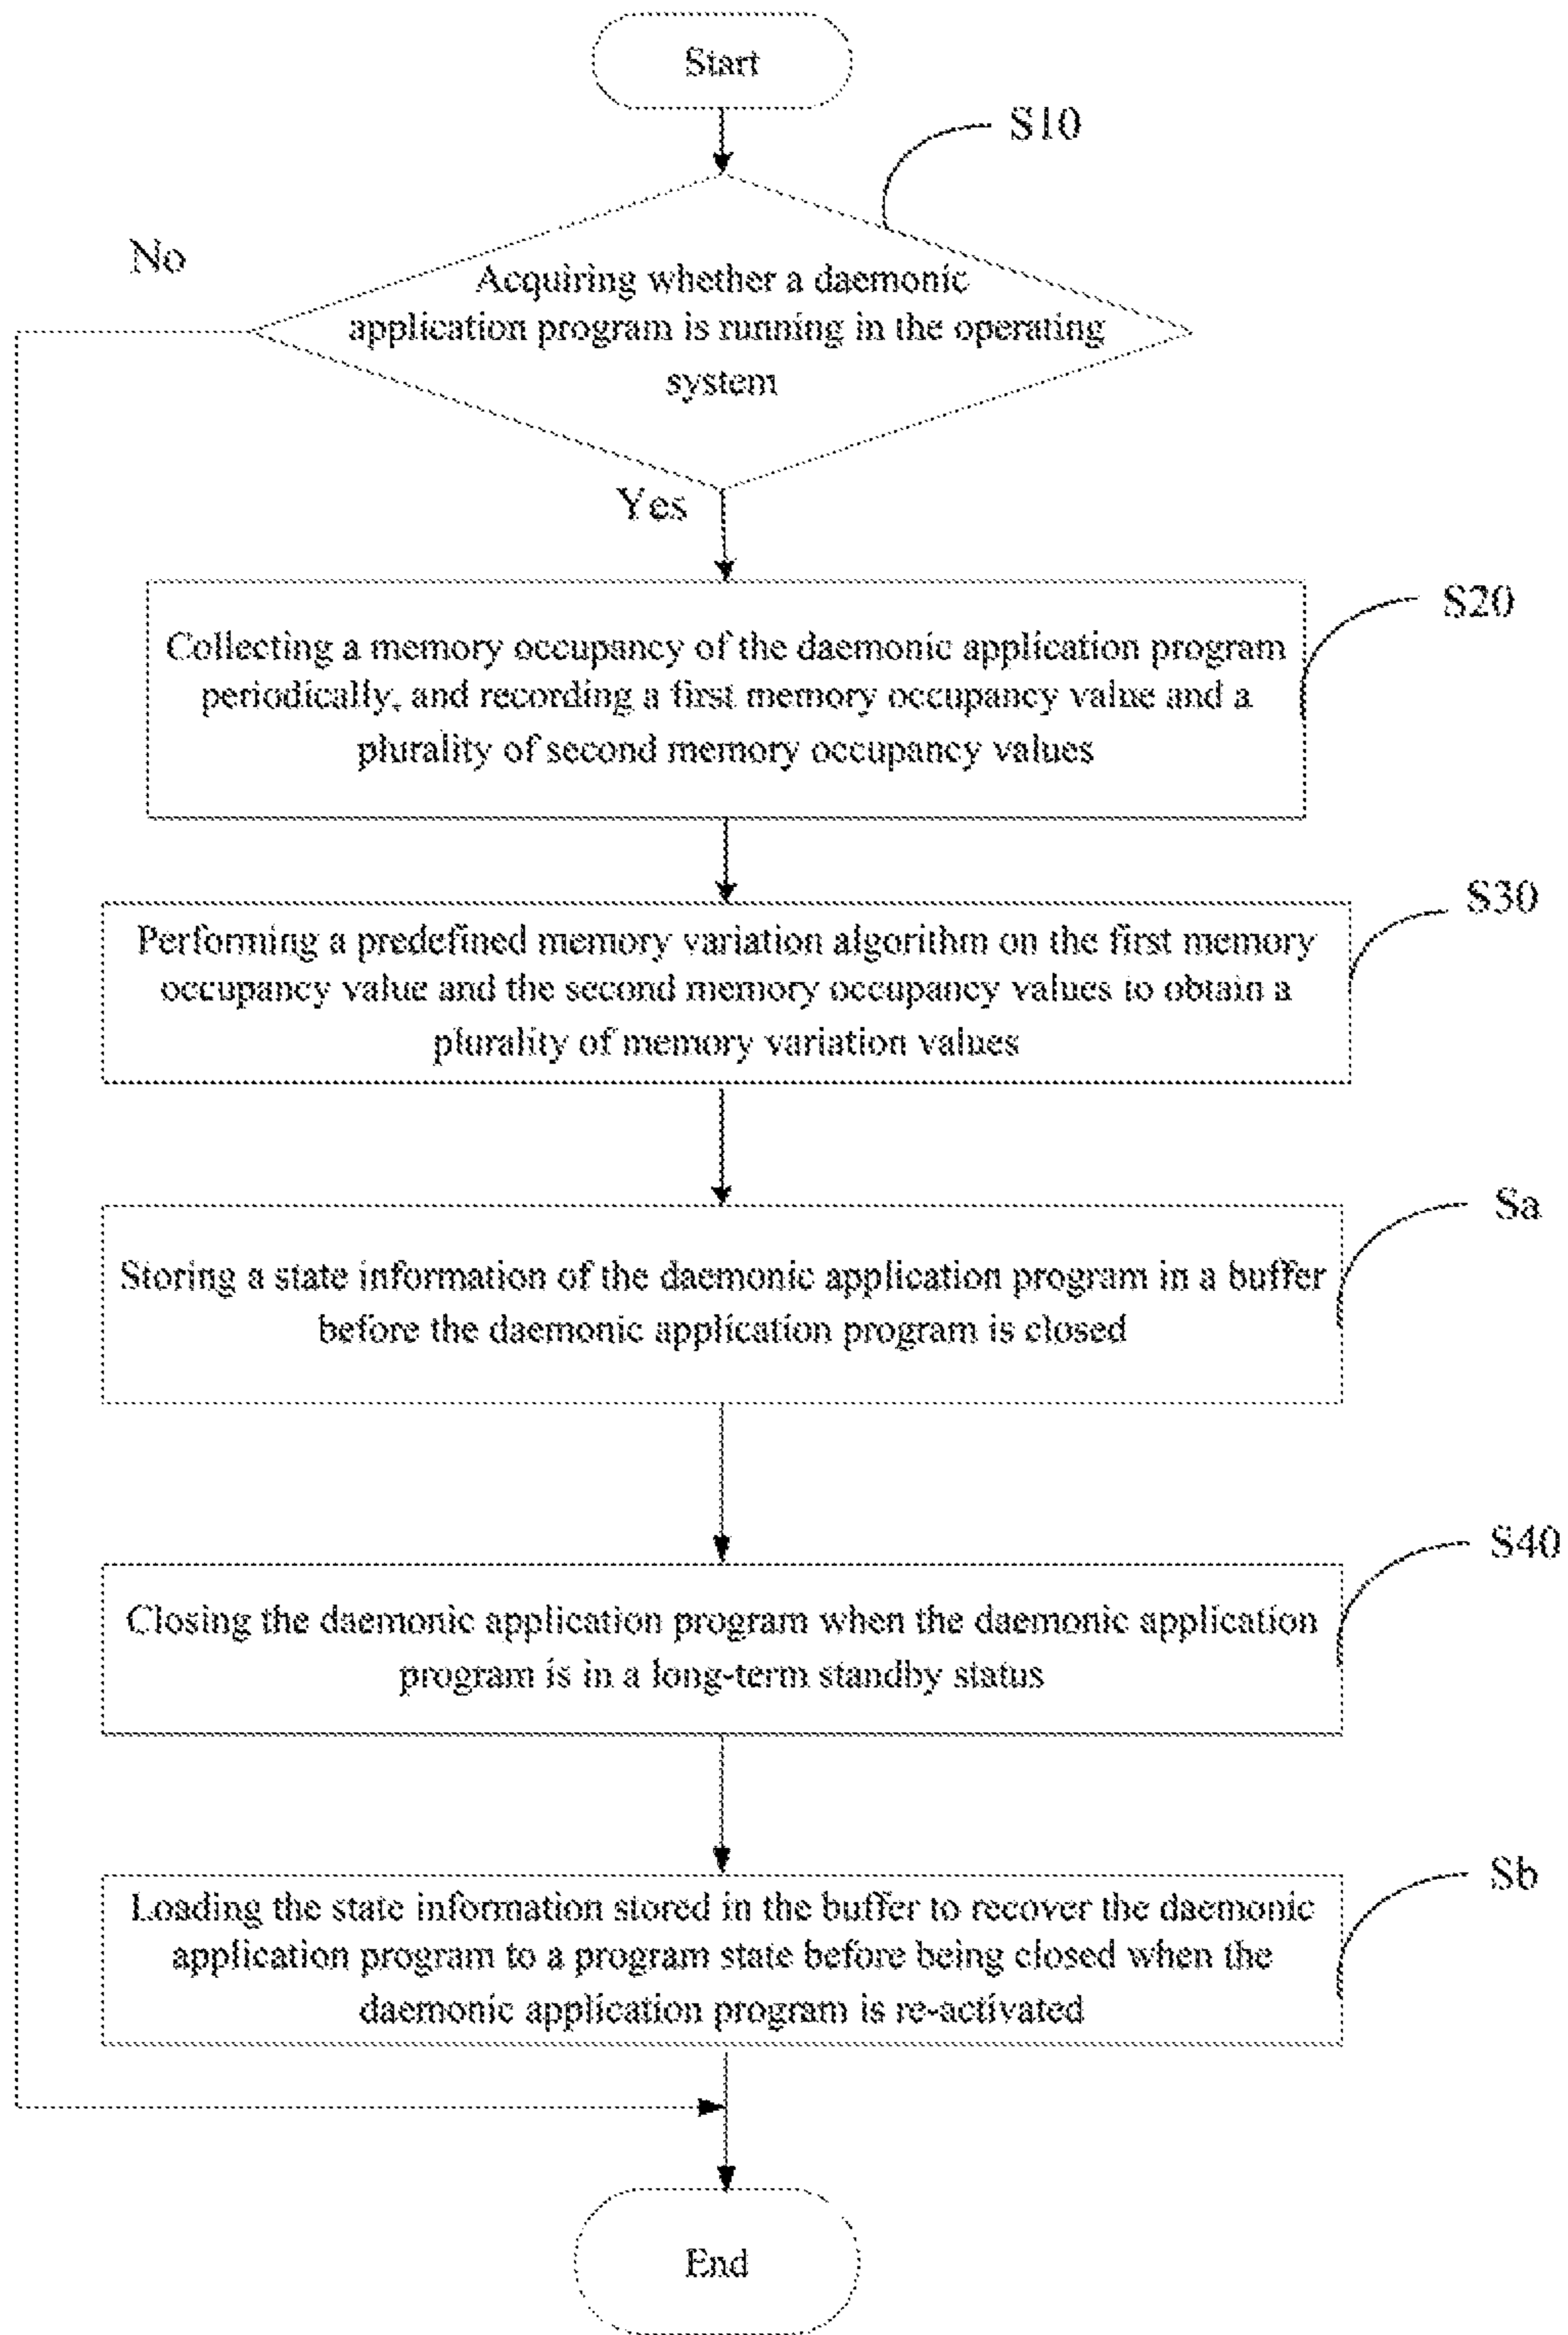 Start
S10
No
Acquiring whether a daemonic
application program is running in the operating
system
Yes
S20
Collecting a memory occupancy of the daemonic application program
periodically, and recording a first memory occupancy value and a
plurality of second memory occupancy values
S30
Performing a predefined memory variation algorithm on the first memory
occupancy value and the second memory occupancy values to obtain a
plurality of memory variation values
Sa
Storing a state information of the daemonic application program in a buffer
before the daemonic application program is closed
S40
Closing the daemonic application program when the daemonic application
program is in a long-term standby status
Sb
Loading the state information stored in the buffer to recover the daemonic
application program to a program state before being closed when the
daemonic application program is re-activated
End